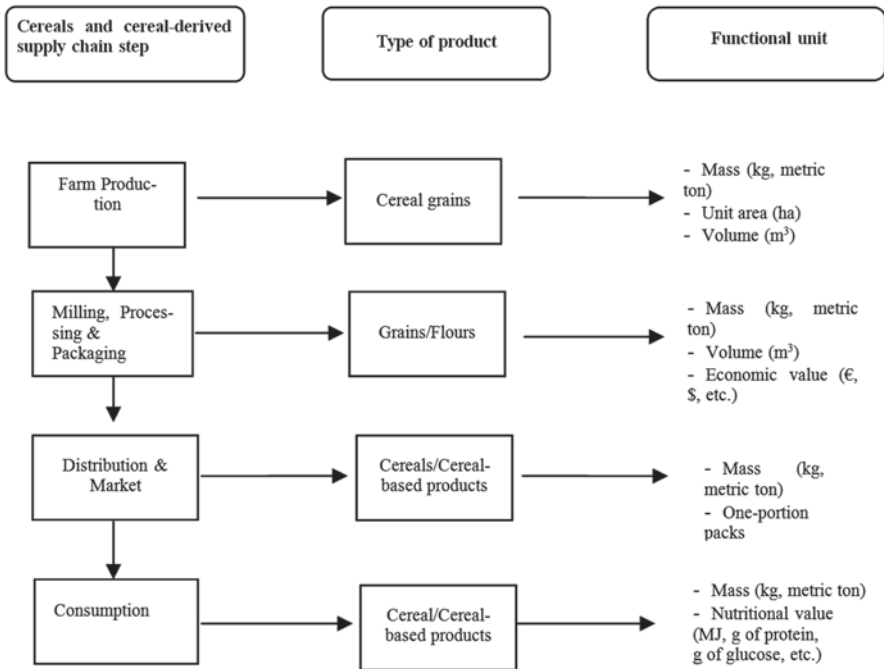 Cereals and cereal-derived
supply chain step
Type of product
Functional unit
Farm Produc-
tion
Cereal grains
- Mass (kg, metric
ton)
- Unit area (ha)
- Volume (m³)
Milling, Proces-
sing &
Packaging
Grains/Flours
- Mass (kg, metric
ton)
- Volume (m³)
- Economic value (€,
$, etc.)
Distribution &
Market
Cereals/Cereal-
based products
- Mass (kg,
metric ton)
- One-portion
packs
Consumption
Cereal/Cereal-
based products
- Mass (kg, metric ton)
- Nutritional value
(MJ, g of protein,
g of glucose, etc.)